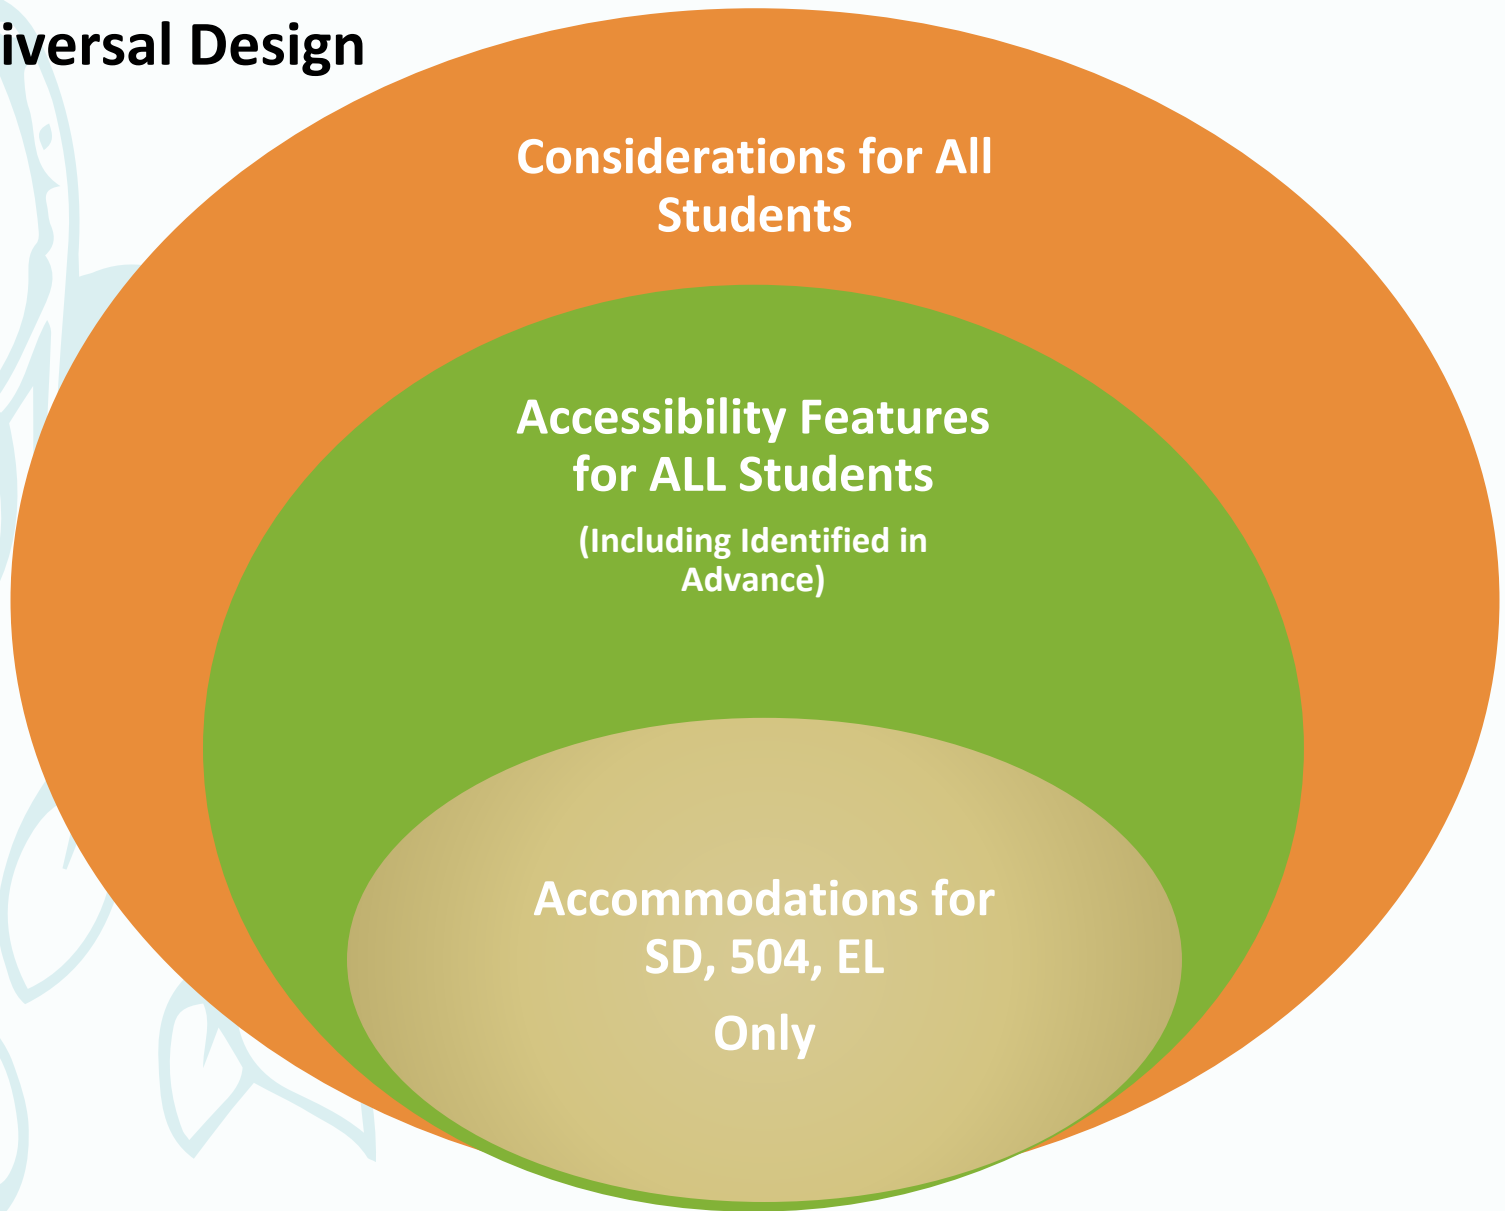 iversal Design
Considerations for All
Students
Accessibility Features
for ALL Students
(Including Identified in
Advance)
Accommodations for
SD, 504, EL
Only